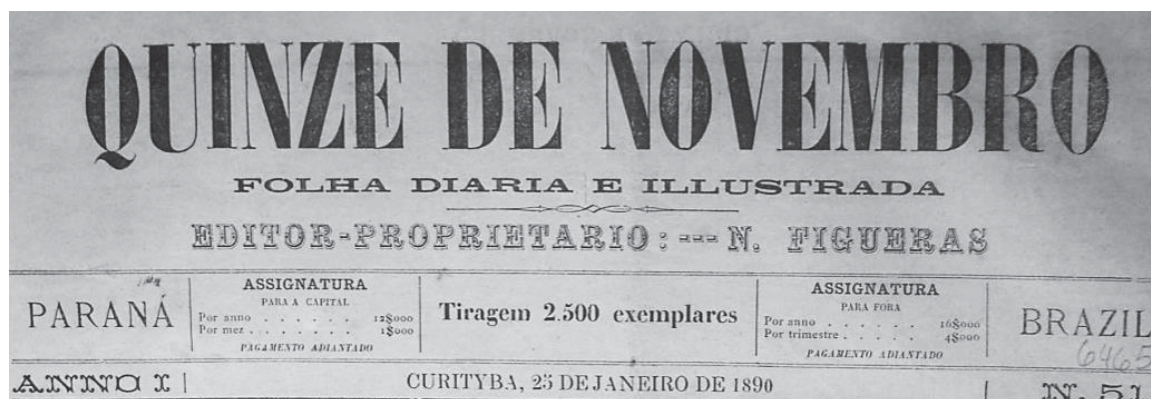 QUINZE DE NOVEMBRO
FOLHA DIARIA E ILLUSTRADA
EDITOR-PROPRIETARIO: --- N. FIGUERAS
PARANÁ
ASSIGNATURA
PARA A CAPITAL
Por anno . . . . . . 12$000
Por mez . . . . . . . 1$000
PAGAMENTO ADIANTADO
Tiragem 2.500 exemplares
ASSIGNATURA
PARA FORA
Por anno . . . . . . 16$000
Por trimestre . . . . . 4$000
PAGAMENTO ADIANTADO
BRAZIL
6465
ANNO I
CURITYBA, 25 DE JANEIRO DE 1890
N. 51